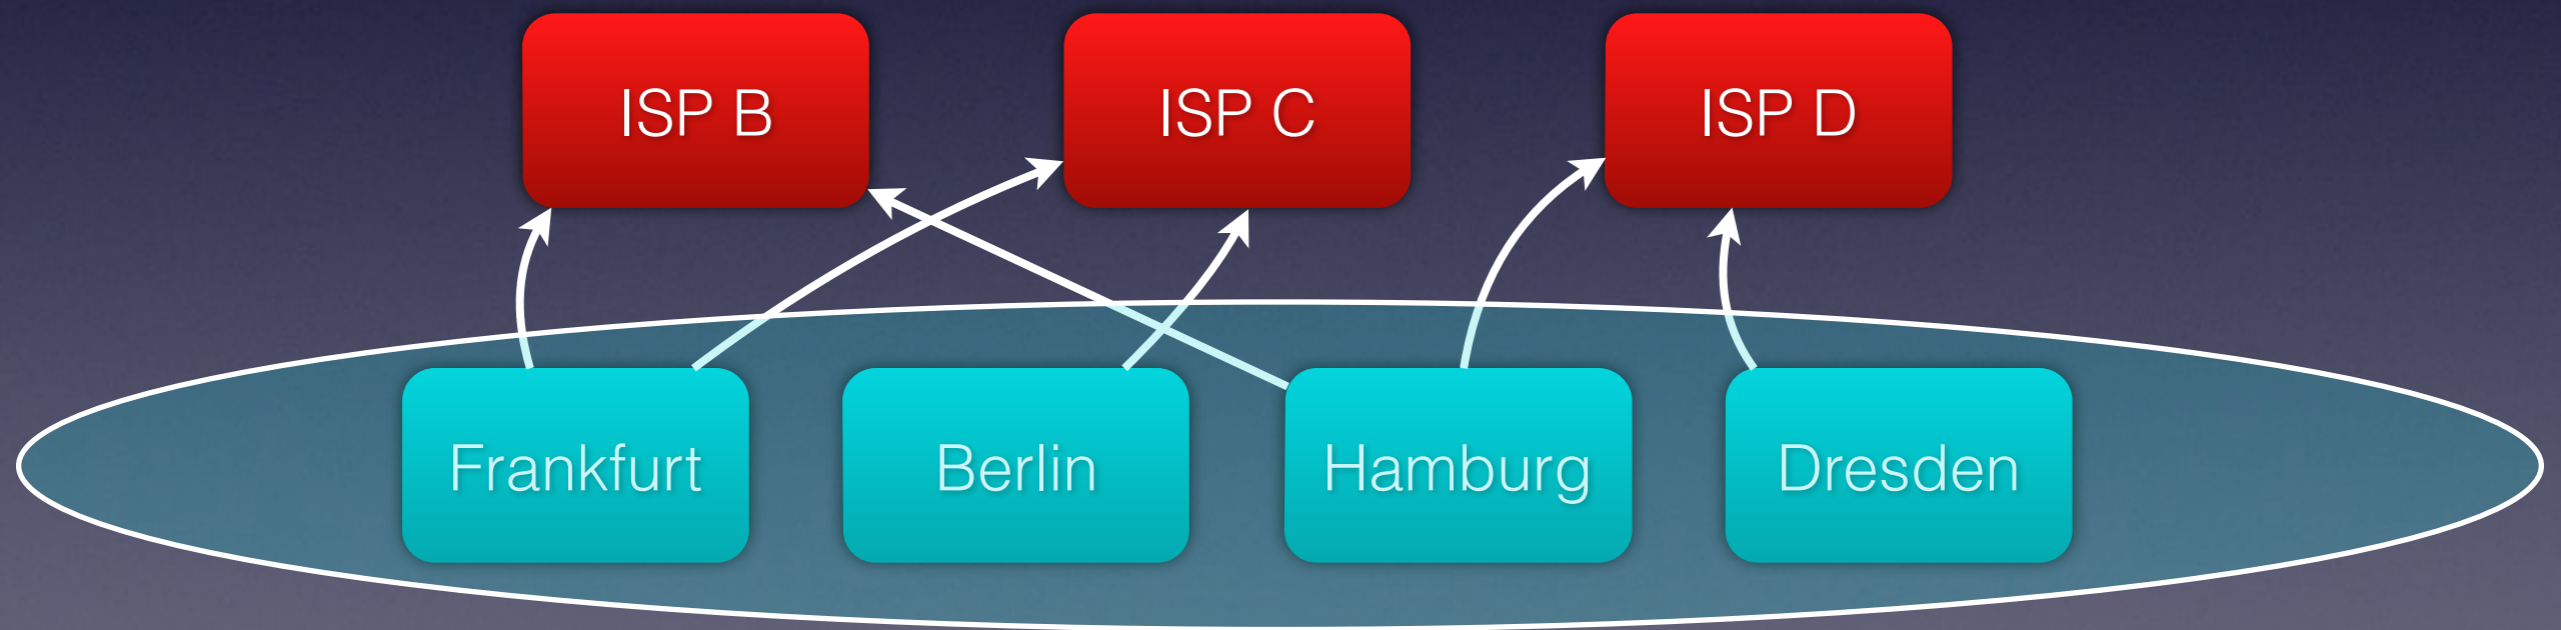 ISP B
ISP C
ISP D
Frankfurt
Berlin
Hamburg
Dresden